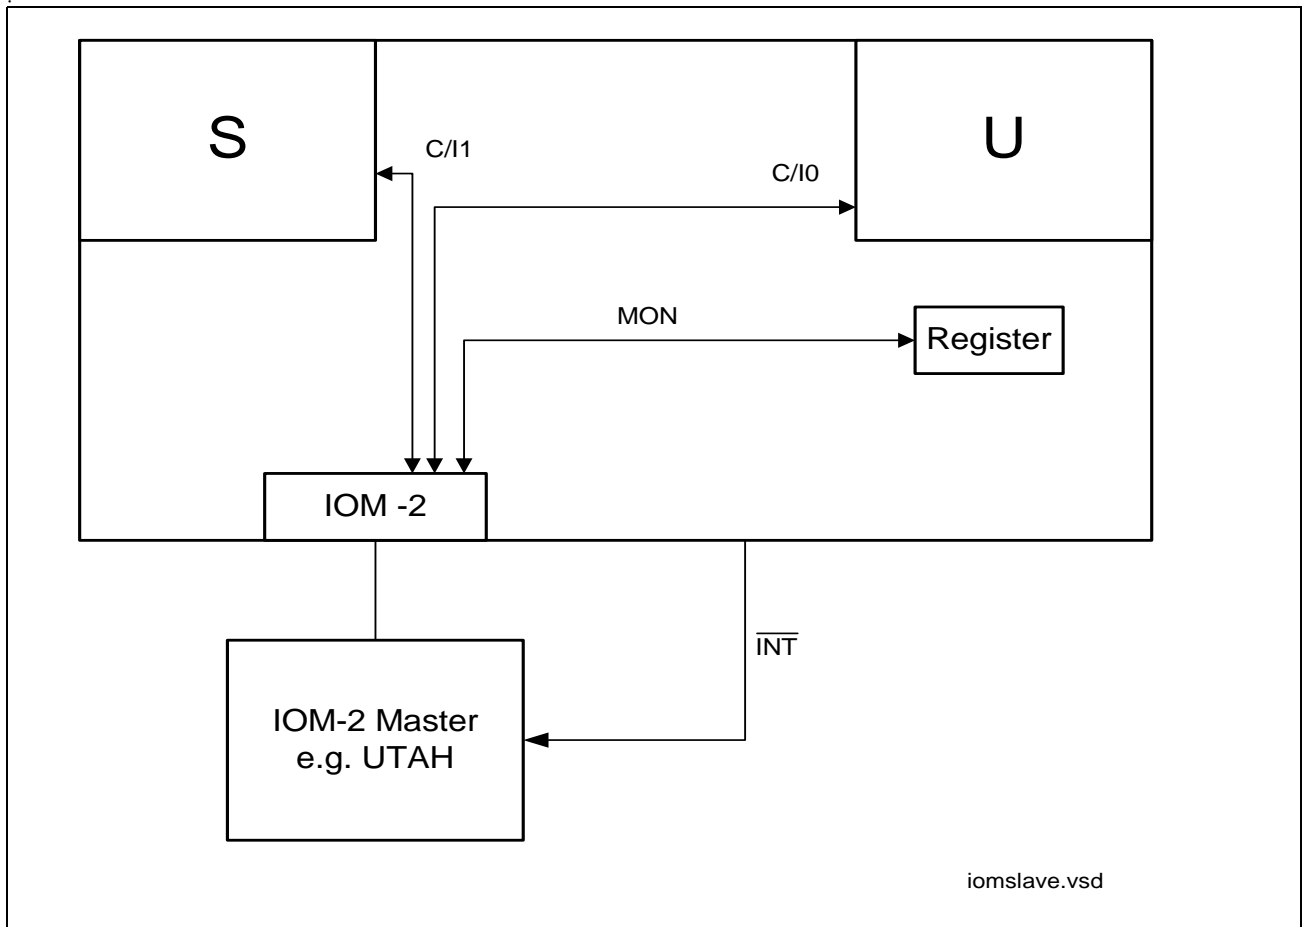 S
U
C/I1
C/I0
MON
Register
IOM -2
INT
IOM-2 Master
e.g. UTAH
iomslave.vsd